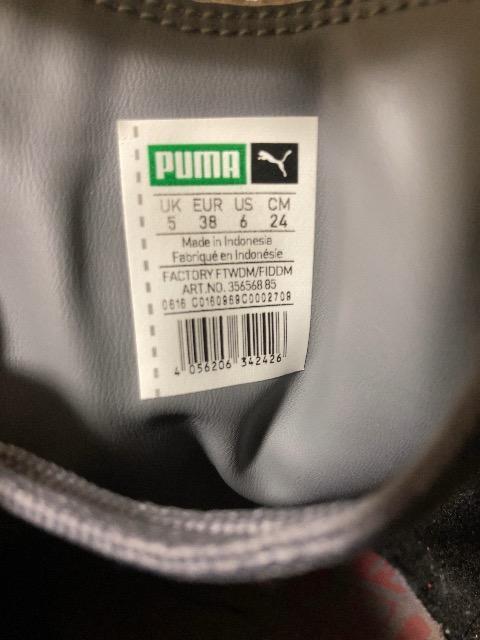 PUMA
UK EUR US CM
5 38 6 24
Made in Indonesia
Fabriqué en Indonésie
FACTORY FTWDM/FIDDM
ART.NO. 356568 85
0616 C0160869C0002709
4 056206 342426